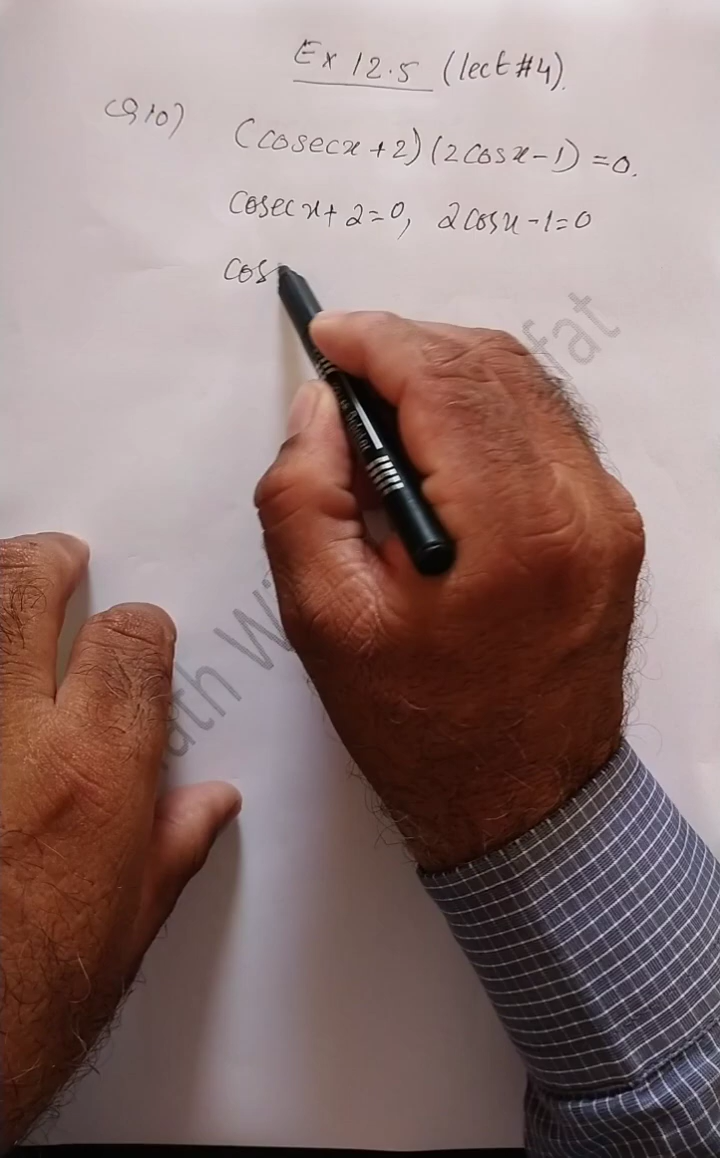 Ex 12.5 (lect #4).
Q10) (cosecx + 2) (2cosx - 1) = 0.
cosecx + 2 = 0, 2cosx - 1 = 0
cos